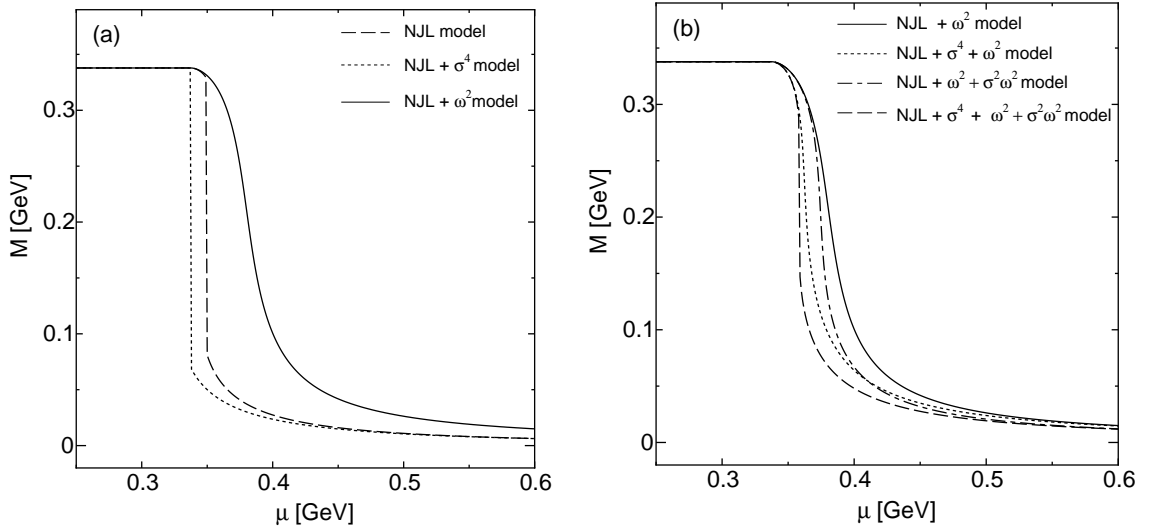 (a)
NJL model
NJL + σ⁴ model
NJL + ω² model
M [GeV]
0.3
0.2
0.1
0
0.3 0.4 0.5 0.6
μ [GeV]
(b)
NJL + ω²
NJL + σ⁴ + ω²
NJL + ω² + σ²ω² model
NJL + σ⁴ + ω² + σ²ω² model
M [GeV]
0.3
0.2
0.1
0
0.3 0.4 0.5 0.6
μ [GeV]